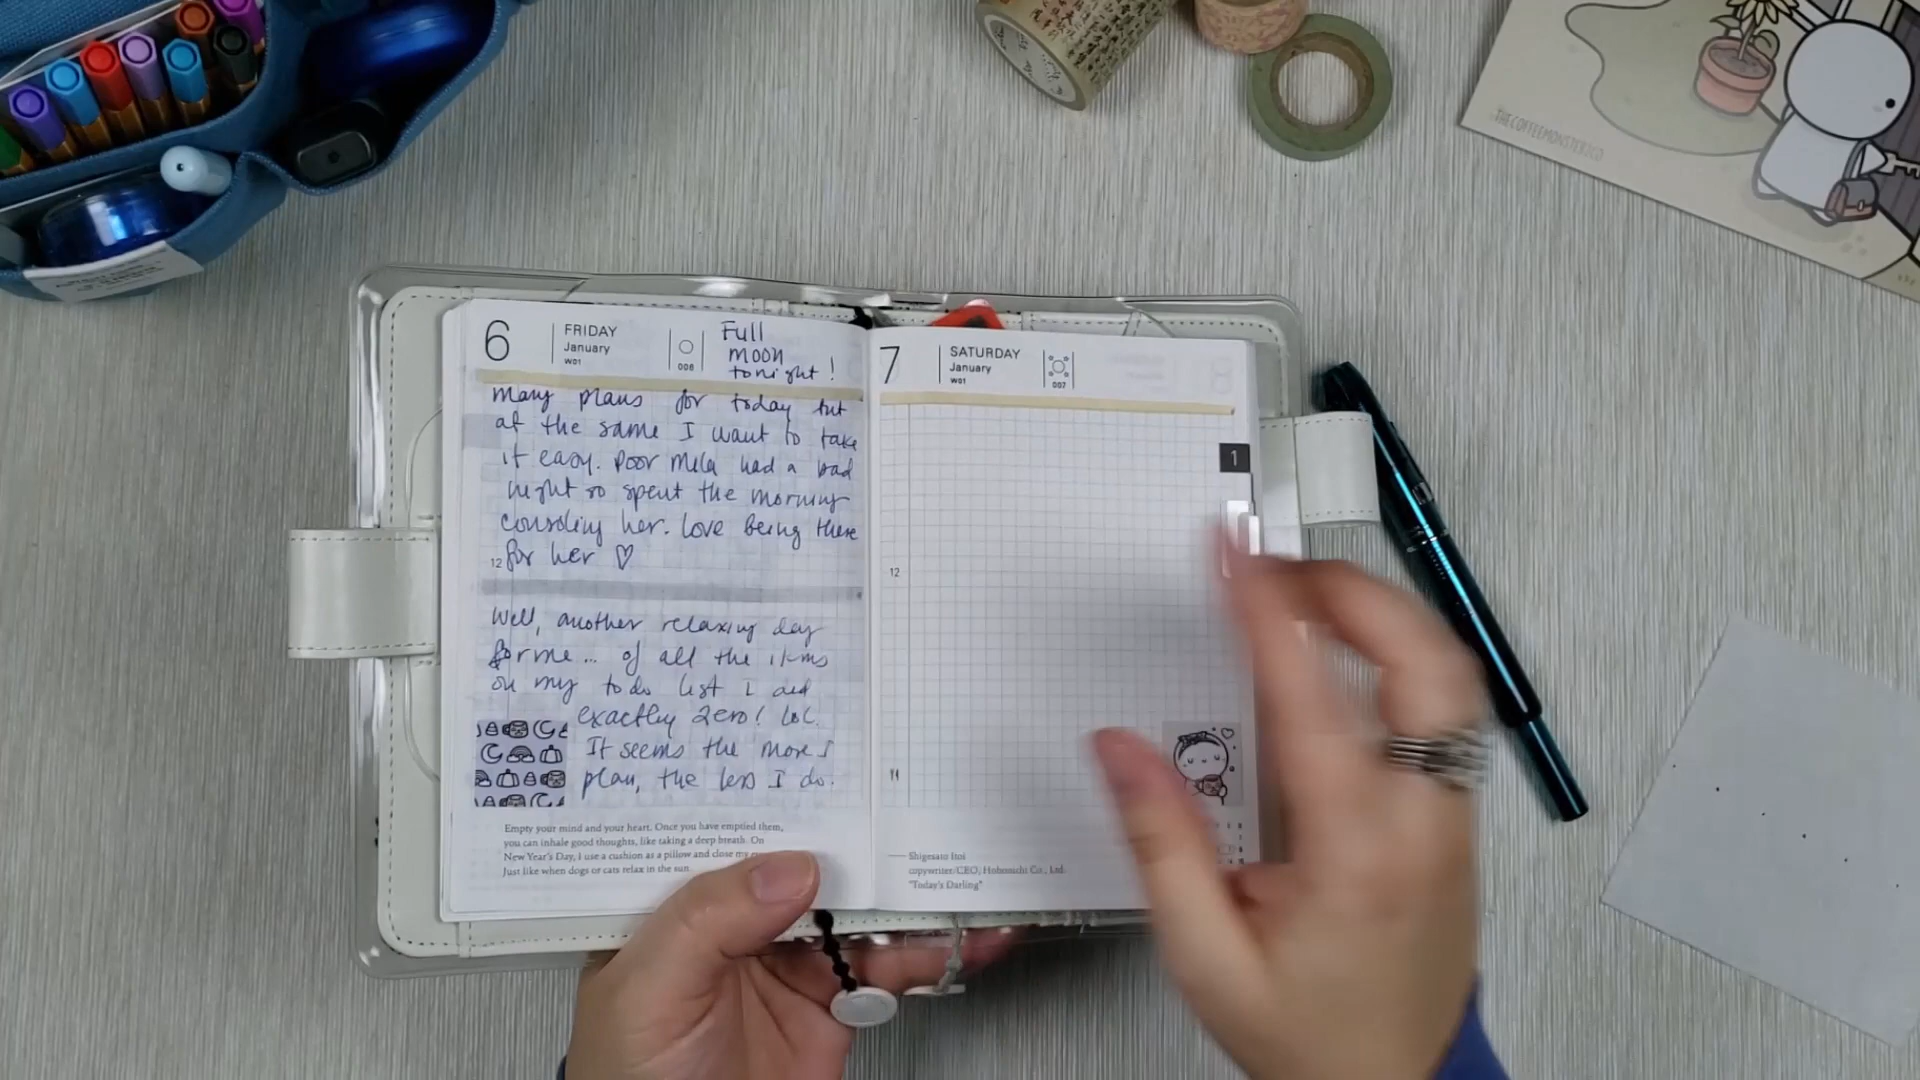 6
FRIDAY
January
W01
006
Full
moon
tonight!
Many plans for today but
at the same I want to take
it easy. Poor Mila had a bad
night so spent the morning
consoling her. Love being there
12
for her ♡
Well, another relaxing day
for me... of all the items
on my todo list I did
exactly zero! Lol.
It seems the more I
plan, the less I do.
Empty your mind and your heart. Once you have emptied them,
you can inhale good thoughts, like taking a deep breath. On
New Year's Day, I use a cushion as a pillow and close my
Just like when dogs or cats relax in the sun
7
SATURDAY
January
W01
007
1
12
Shigesato Itoi
copywriter/CEO, Hobonichi Co., Ltd.
"Today's Darling"
THECOFFEEMONSTERZCO